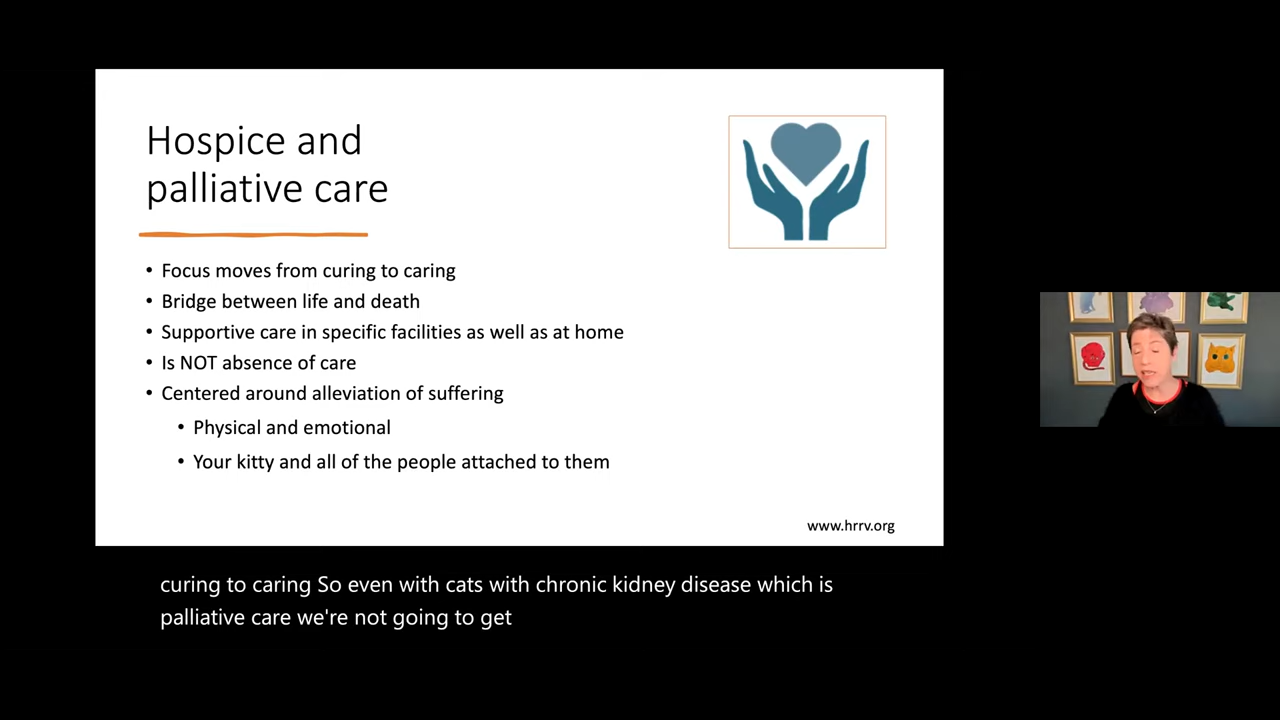 Hospice and
palliative care
• Focus moves from curing to caring
• Bridge between life and death
• Supportive care in specific facilities as well as at home
• Is NOT absence of care
• Centered around alleviation of suffering
• Physical and emotional
• Your kitty and all of the people attached to them
www.hrrv.org
curing to caring So even with cats with chronic kidney disease which is
palliative care we're not going to get